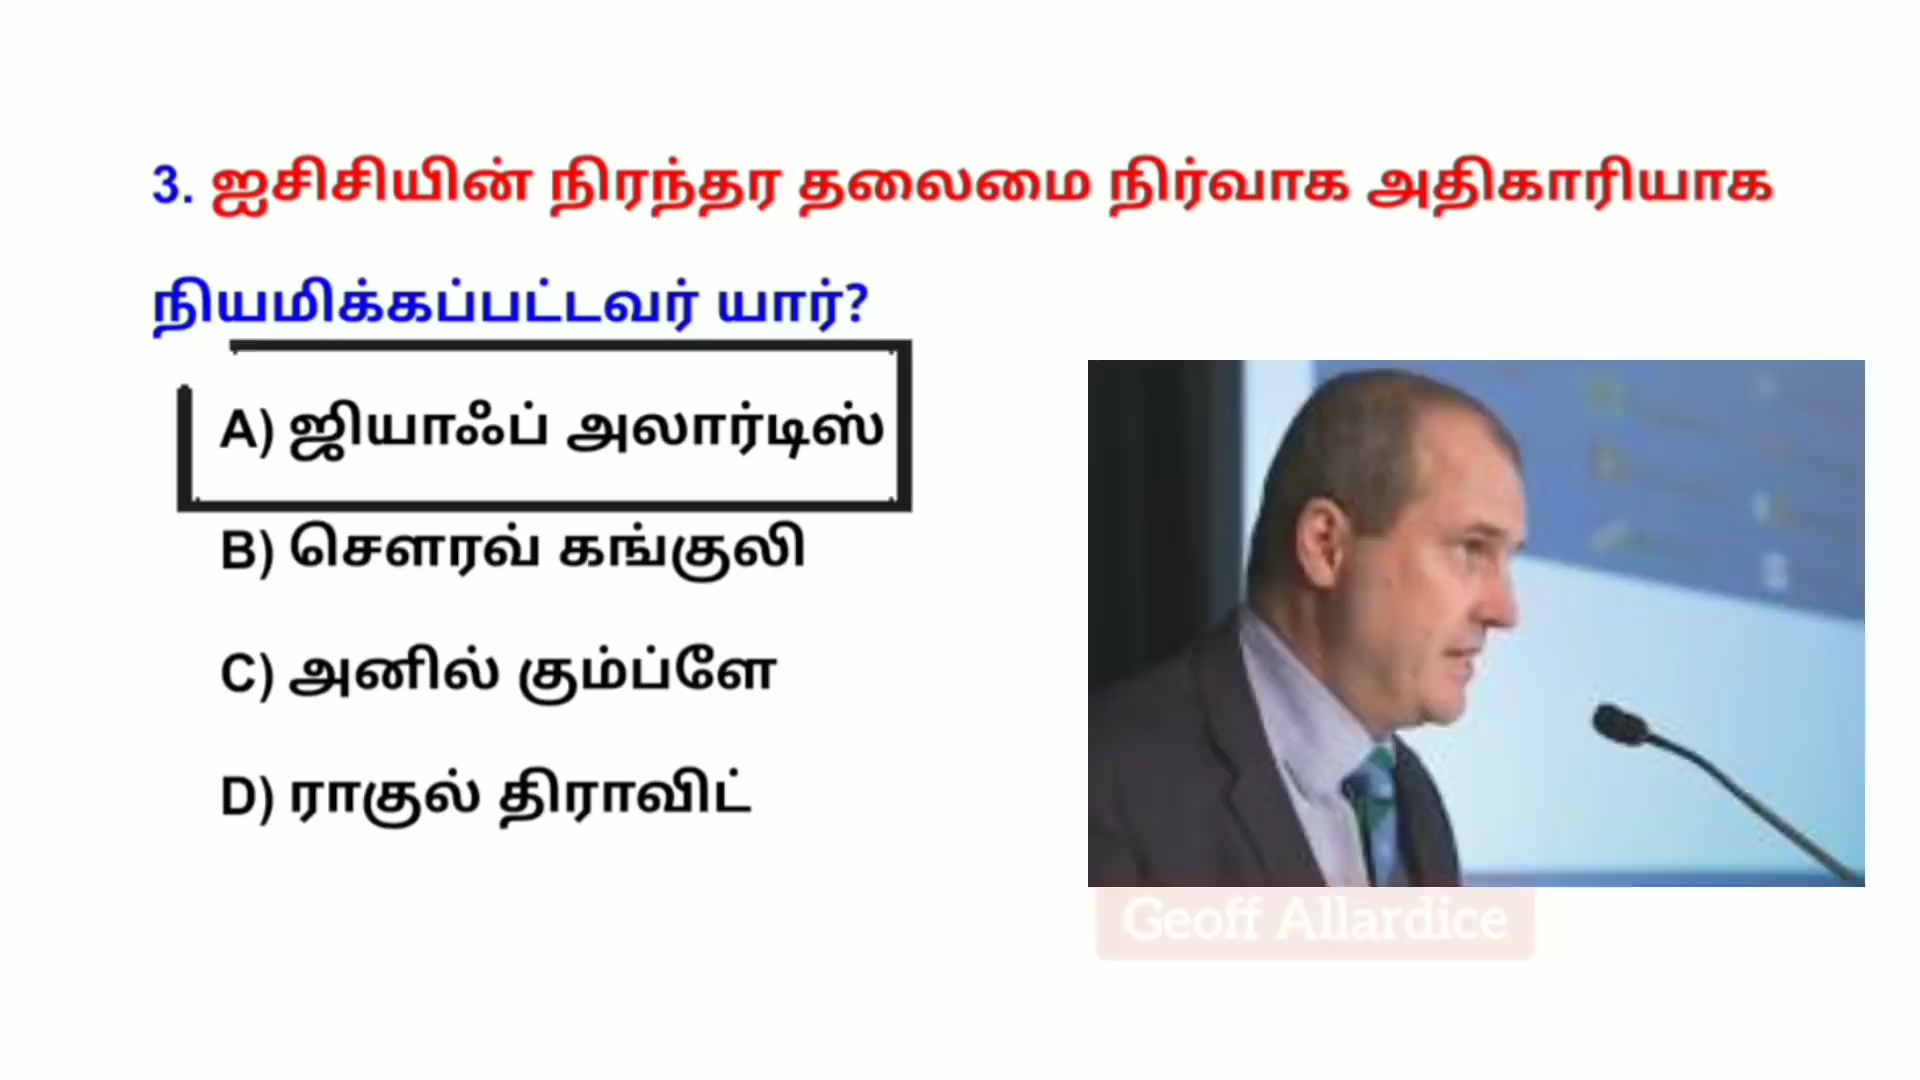 3. ஐசிசியின் நிரந்தர தலைமை நிர்வாக அதிகாரியாக
நியமிக்கப்பட்டவர் யார்?
A) ஜியாஃப் அலார்டிஸ்
B) சௌரவ் கங்குலி
C) அனில் கும்ப்ளே
D) ராகுல் திராவிட்
Geoff Allardice